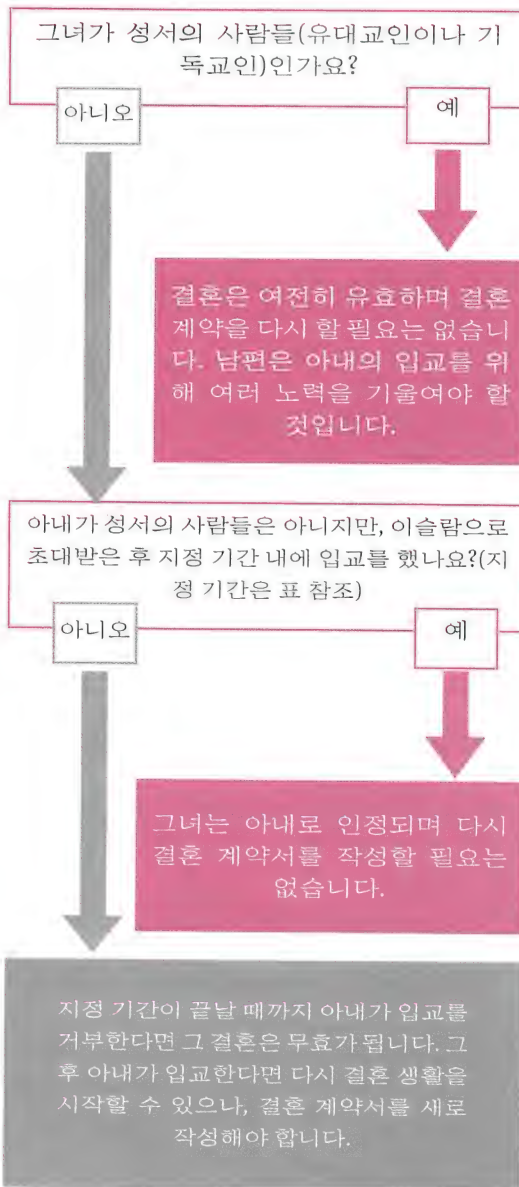 그녀가 성서의 사람들(유대교인이나 기
독교인)인가요?
아니오
예
결혼은 여전히 유효하며 결혼
계약을 다시 할 필요는 없습니
다. 남편은 아내의 입교를 위
해 여러 노력을 기울여야 할
것입니다.
아내가 성서의 사람들은 아니지만, 이슬람으로
초대받은 후 지정 기간 내에 입교를 했나요?(지
정 기간은 표 참조)
아니오
예
그녀는 아내로 인정되며 다시
결혼 계약서를 작성할 필요는
없습니다.
지정 기간이 끝날 때까지 아내가 입교를
거부한다면 그 결혼은 무효가 됩니다. 그
후 아내가 입교한다면 다시 결혼 생활을
시작할 수 있으나, 결혼 계약서를 새로
작성해야 합니다.